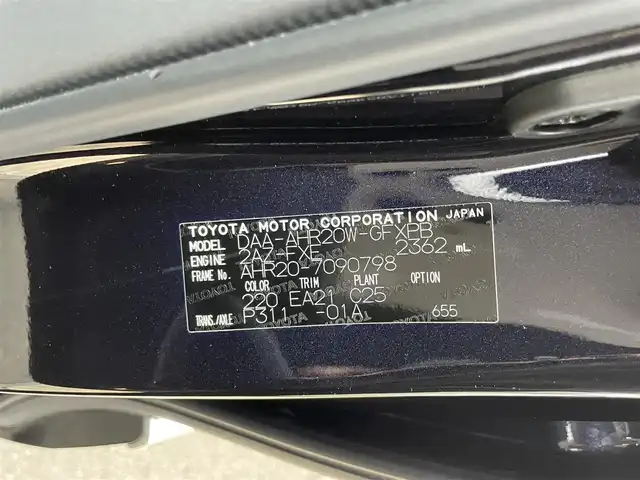 TOYOTA MOTOR CORPORATION JAPAN
MODEL DAA-AHR20W-GFXPB
ENGINE 2AZ-FXE 2362 mL
FRAME No. AHR20-7090798
COLOR TRIM PLANT OPTION
220 EA21 C25
TRANS./AXLE P311 -01A 655